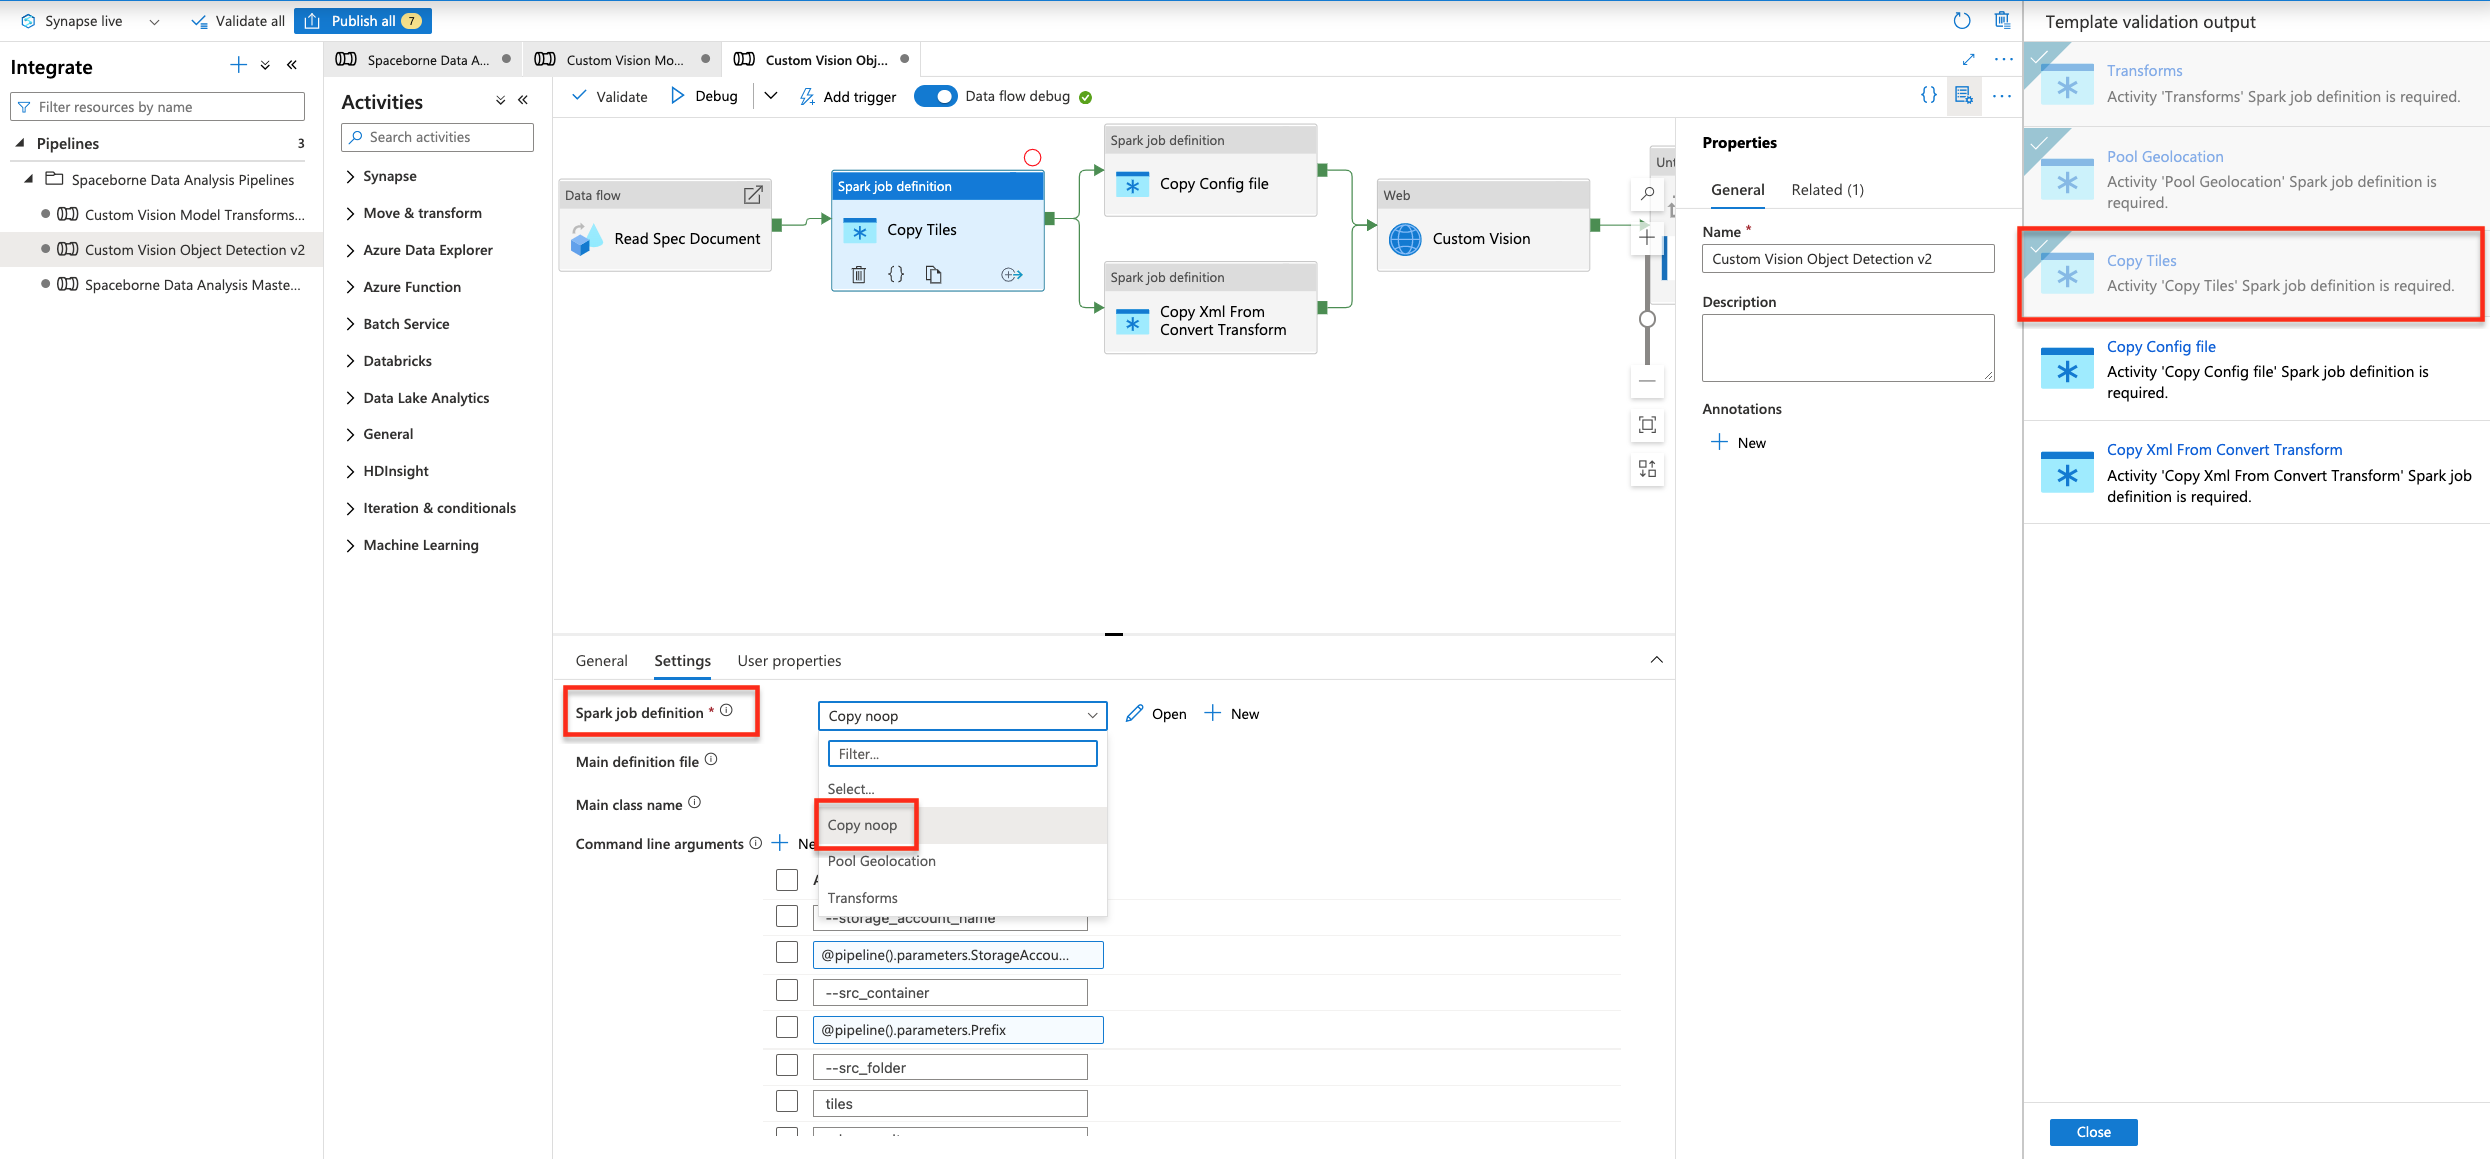 Synapse live
Validate all
Publish all 7
Template validation output
Integrate
Filter resources by name
Pipelines 3
Spaceborne Data Analysis Pipelines
Custom Vision Model Transforms...
Custom Vision Object Detection v2
Spaceborne Data Analysis Maste...
Spaceborne Data A...
Custom Vision Mo...
Custom Vision Obj...
Activities
Search activities
Synapse
Move & transform
Azure Data Explorer
Azure Function
Batch Service
Databricks
Data Lake Analytics
General
HDInsight
Iteration & conditionals
Machine Learning
Validate
Debug
Add trigger
Data flow debug
{}
Data flow
Read Spec Document
Spark job definition
Copy Tiles
{}
Spark job definition
Copy Config file
Spark job definition
Copy Xml From
Convert Transform
Web
Custom Vision
Unt
Properties
General
Related (1)
Name *
Custom Vision Object Detection v2
Description
Annotations
New
Transforms
Activity 'Transforms' Spark job definition is required.
Pool Geolocation
Activity 'Pool Geolocation' Spark job definition is
required.
Copy Tiles
Activity 'Copy Tiles' Spark job definition is required.
Copy Config file
Activity 'Copy Config file' Spark job definition is
required.
Copy Xml From Convert Transform
Activity 'Copy Xml From Convert Transform' Spark job
definition is required.
Close
General
Settings
User properties
Spark job definition *
Copy noop
Open
New
Filter...
Select...
Copy noop
Pool Geolocation
Transforms
Main definition file
Main class name
Command line arguments
Ne
--storage_account_name
@pipeline().parameters.StorageAccou...
--src_container
@pipeline().parameters.Prefix
--src_folder
tiles